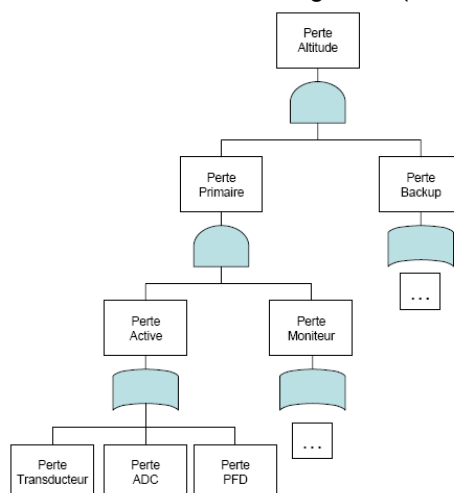 Perte
Altitude
Perte
Primaire
Perte
Backup
...
Perte
Active
Perte
Moniteur
...
Perte
Transducteur
Perte
ADC
Perte
PFD